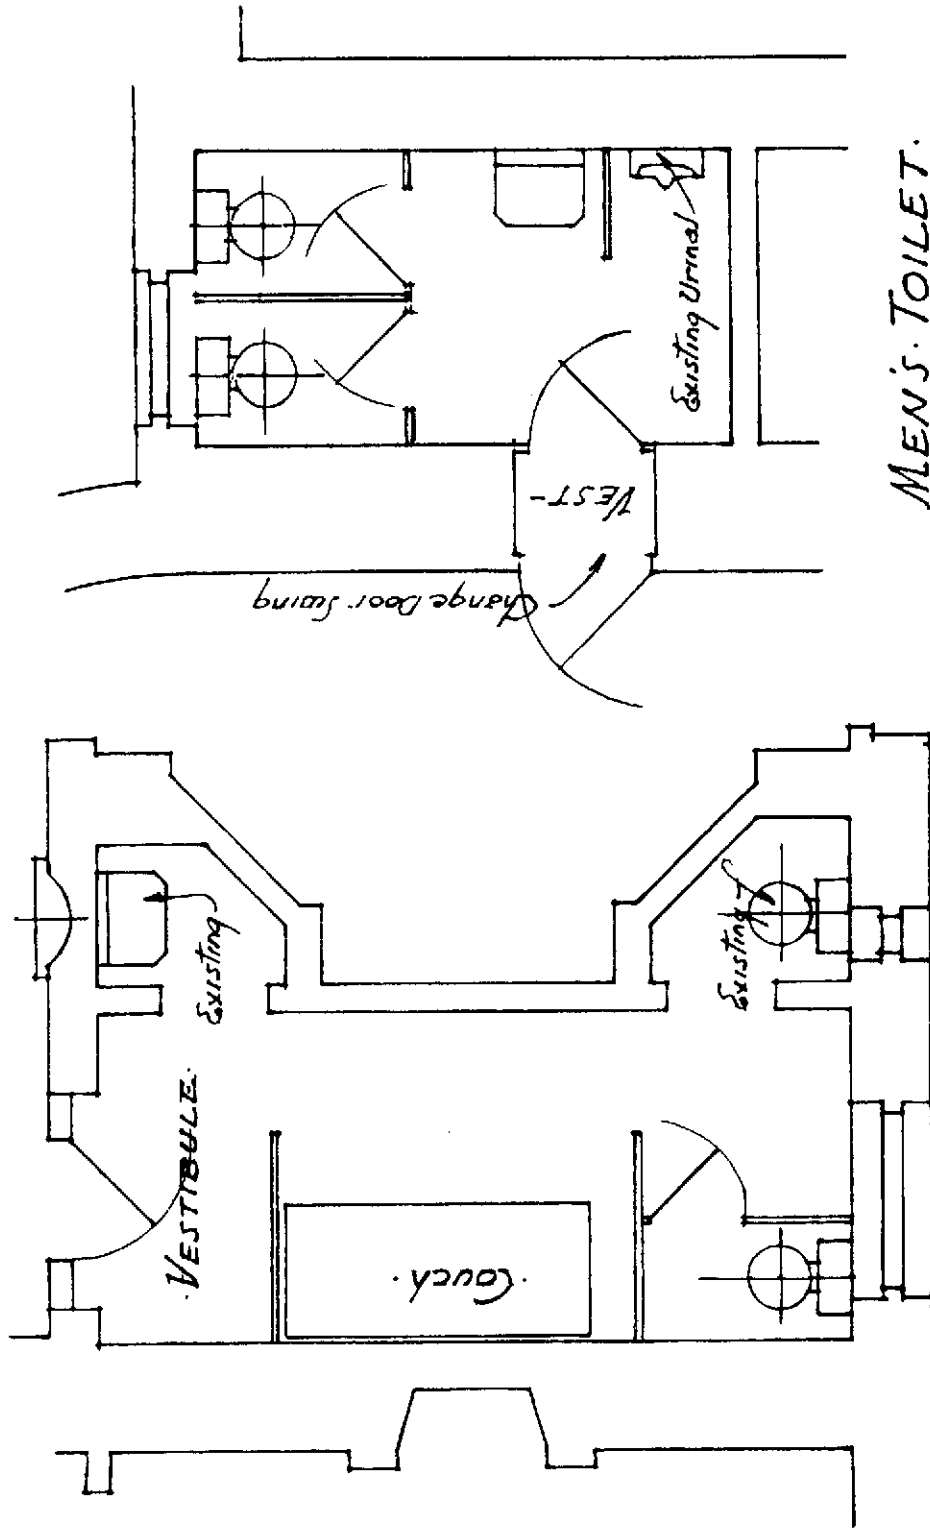 VESTIBULE.
Existing
Couch.
Existing
Change Door Swing
VEST-
Existing Urinal
MEN'S. TOILET.